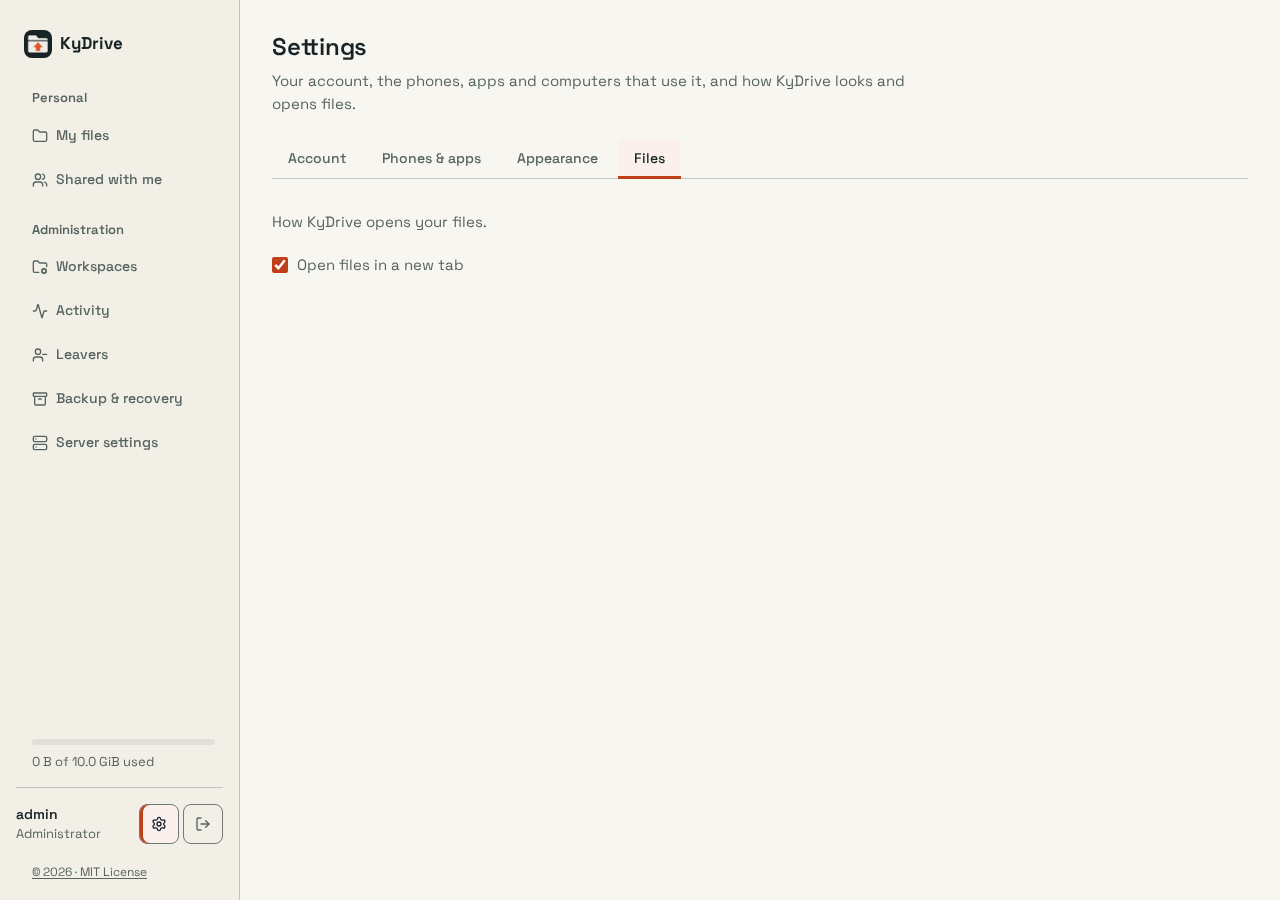 KyDrive
Personal
My files
Shared with me
Administration
Workspaces
Activity
Leavers
Backup & recovery
Server settings
0 B of 10.0 GiB used
admin
Administrator
© 2026 · MIT License
Settings
Your account, the phones, apps and computers that use it, and how KyDrive looks and
opens files.
Account
Phones & apps
Appearance
Files
How KyDrive opens your files.
Open files in a new tab